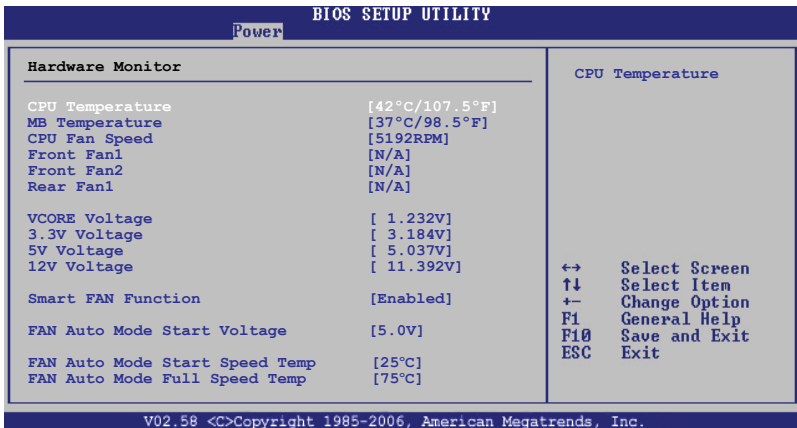 BIOS SETUP UTILITY
Power
Hardware Monitor
CPU Temperature [42°C/107.5°F]
MB Temperature [37°C/98.5°F]
CPU Fan Speed [5192RPM]
Front Fan1 [N/A]
Front Fan2 [N/A]
Rear Fan1 [N/A]
VCORE Voltage [ 1.232V]
3.3V Voltage [ 3.184V]
5V Voltage [ 5.037V]
12V Voltage [ 11.392V]
Smart FAN Function [Enabled]
FAN Auto Mode Start Voltage [5.0V]
FAN Auto Mode Start Speed Temp [25°C]
FAN Auto Mode Full Speed Temp [75°C]
CPU Temperature
←→ Select Screen
↑↓ Select Item
+- Change Option
F1 General Help
F10 Save and Exit
ESC Exit
V02.58 <C>Copyright 1985-2006, American Megatrends, Inc.